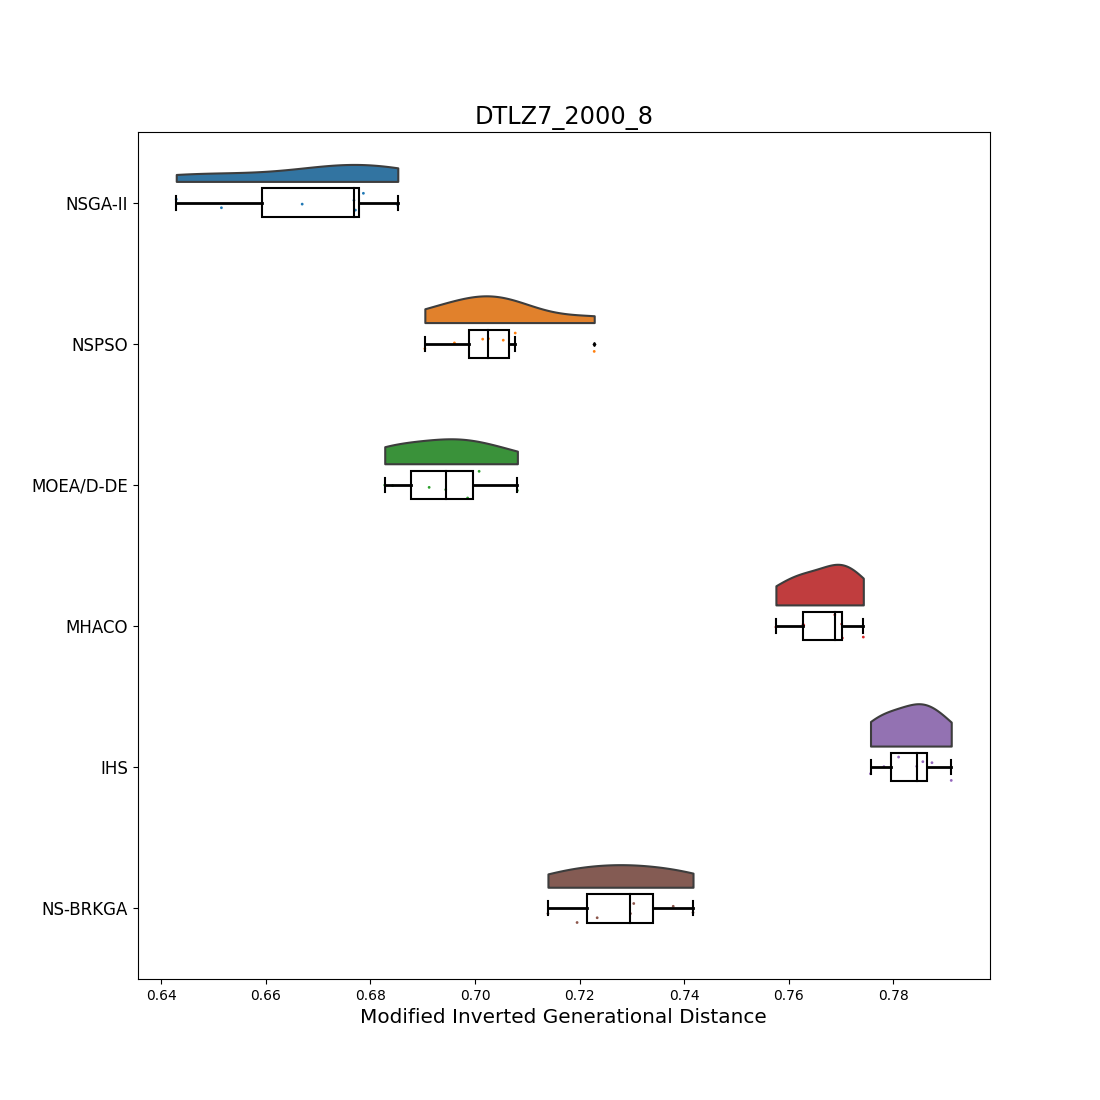 DTLZ7_2000_8
NSGA-II
NSPSO
MOEA/D-DE
MHACO
IHS
NS-BRKGA
0.64 0.66 0.68 0.70 0.72 0.74 0.76 0.78
Modified Inverted Generational Distance